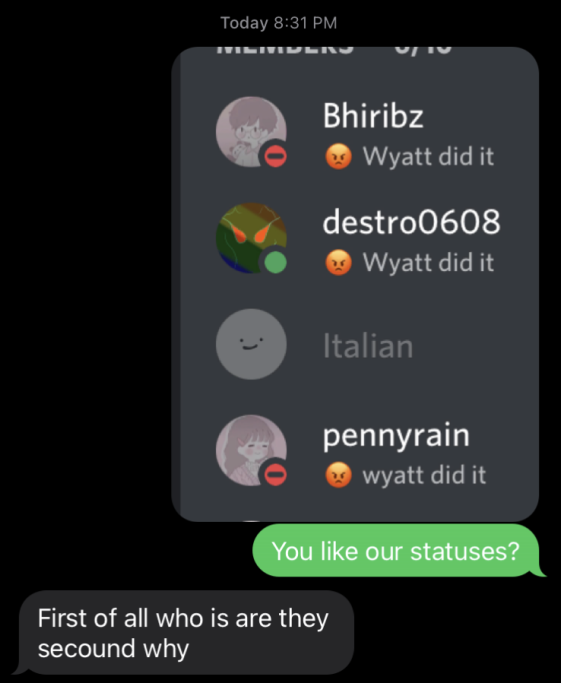 Today 8:31 PM
Bhiribz
😡 Wyatt did it
destro0608
😡 Wyatt did it
Italian
pennyrain
😡 wyatt did it
You like our statuses?
First of all who is are they
secound why